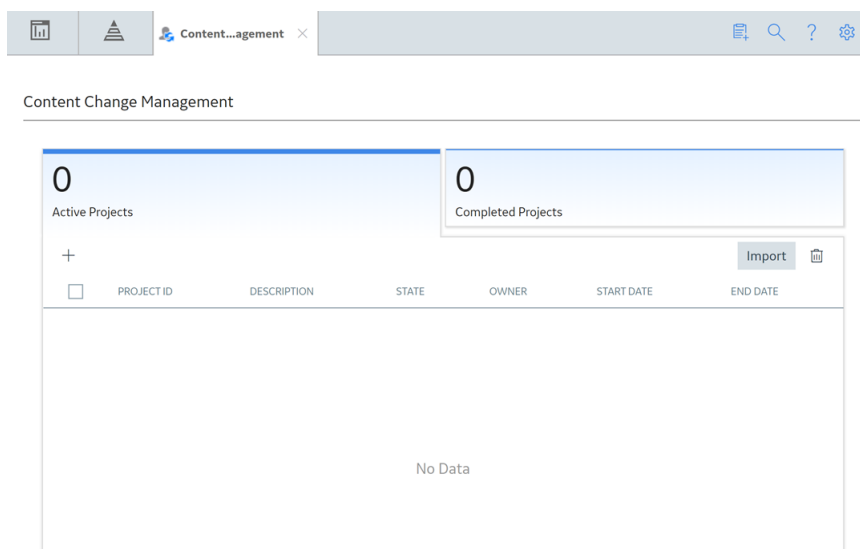 Content...agement
Content Change Management
0
Active Projects
0
Completed Projects
Import
PROJECT ID DESCRIPTION STATE OWNER START DATE END DATE
No Data